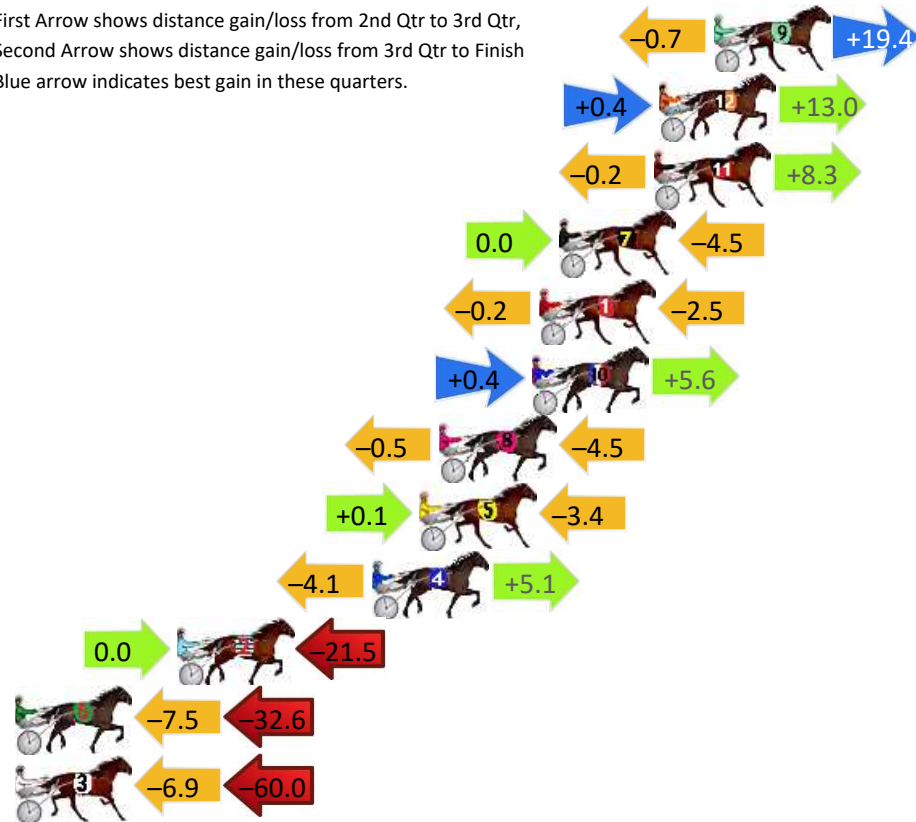 First Arrow shows distance gain/loss from 2nd Qtr to 3rd Qtr,
Second Arrow shows distance gain/loss from 3rd Qtr to Finish
Blue arrow indicates best gain in these quarters.
–0.7 9 +19.4
+0.4 12 +13.0
–0.2 11 +8.3
0.0 7 –4.5
–0.2 1 –2.5
+0.4 10 +5.6
–0.5 8 –4.5
+0.1 5 –3.4
–4.1 4 +5.1
0.0 2 –21.5
6 –7.5 –32.6
3 –6.9 –60.0